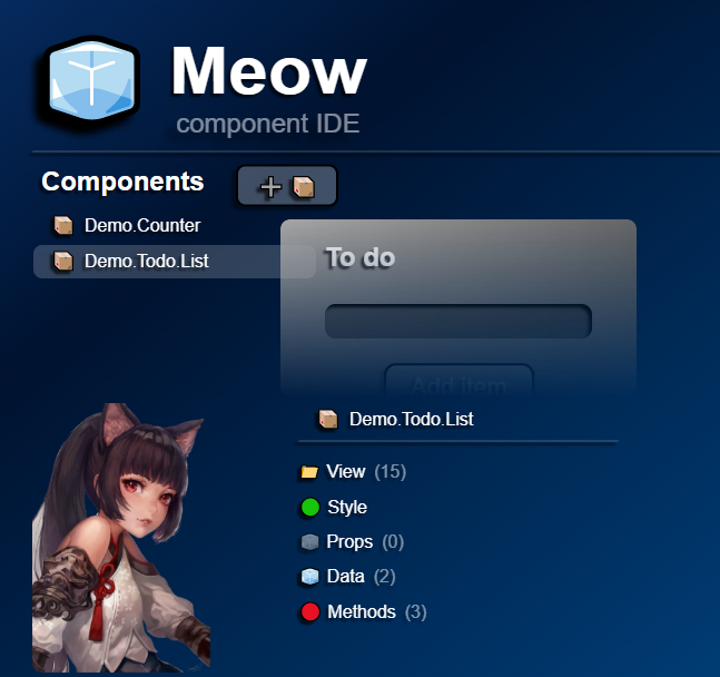 Meow
component IDE
Components
Demo.Counter
Demo.Todo.List
To do
Add item
Demo.Todo.List
View (15)
Style
Props (0)
Data (2)
Methods (3)